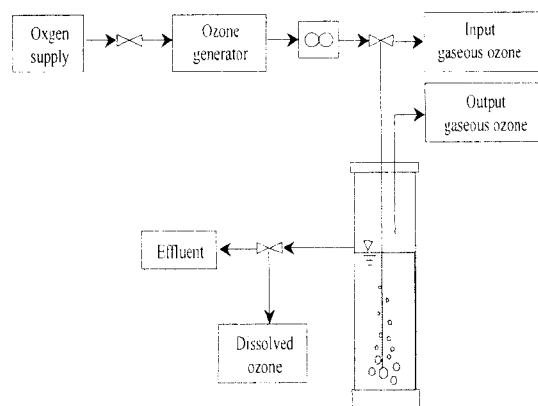 Oxgen
supply
Ozone
generator
Input
gaseous ozone
Output
gaseous ozone
Effluent
Dissolved
ozone